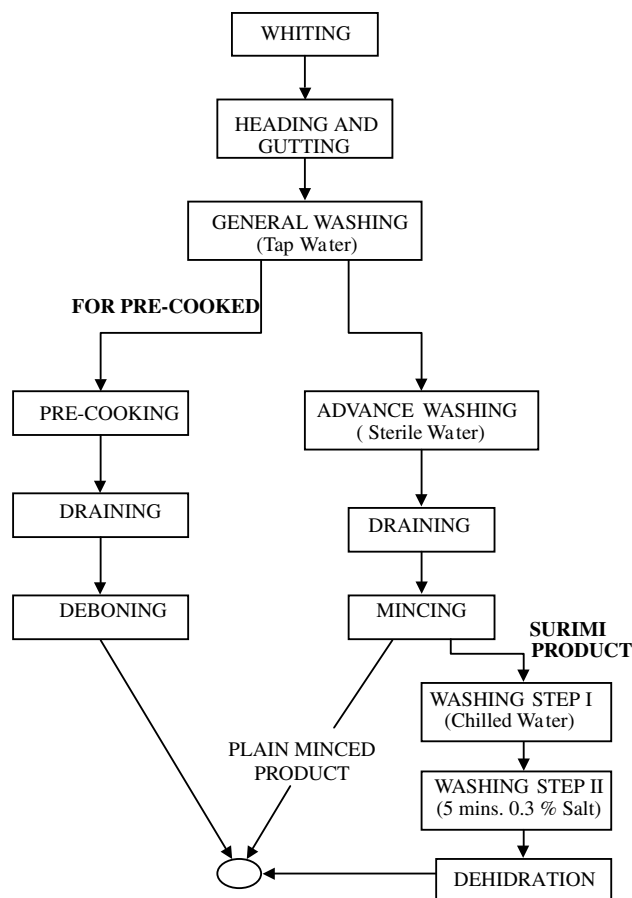 WHITING
HEADING AND
GUTTING
GENERAL WASHING
(Tap Water)
FOR PRE-COOKED
PRE-COOKING
ADVANCE WASHING
( Sterile Water)
DRAINING
DRAINING
DEBONING
MINCING
SURIMI
PRODUCT
WASHING STEP I
(Chilled Water)
PLAIN MINCED
PRODUCT
WASHING STEP II
(5 mins. 0.3 % Salt)
DEHIDRATION